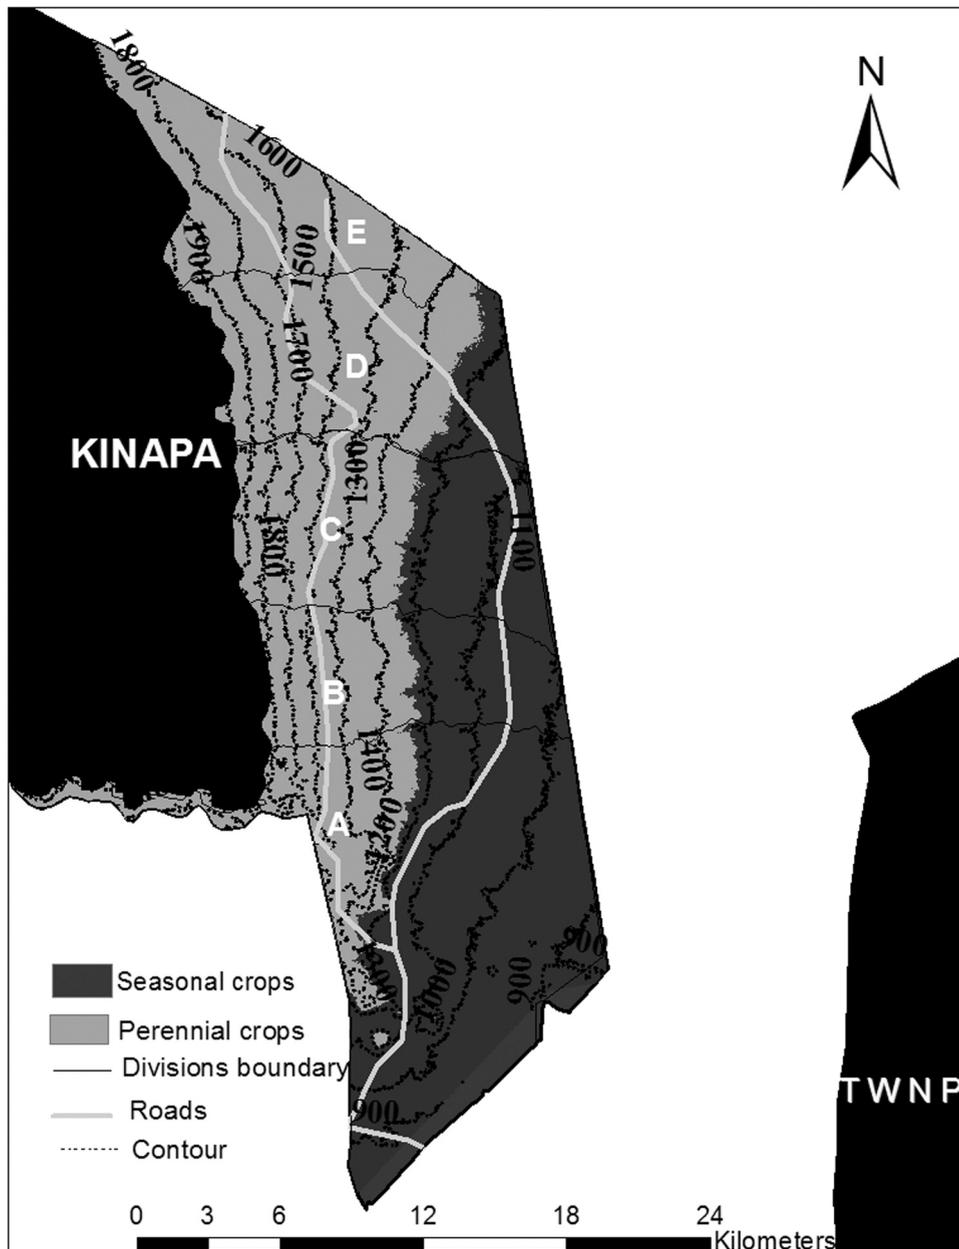 1800
N
1600
E
1900
1500
1700
D
KINAPA
1300
C
1100
1800
B
1400
A
1200
900
1200
900
1000
Seasonal crops
Perennial crops
Divisions boundary
Roads
TWNP
900
Contour
0 3 6 12 18 24
Kilometers